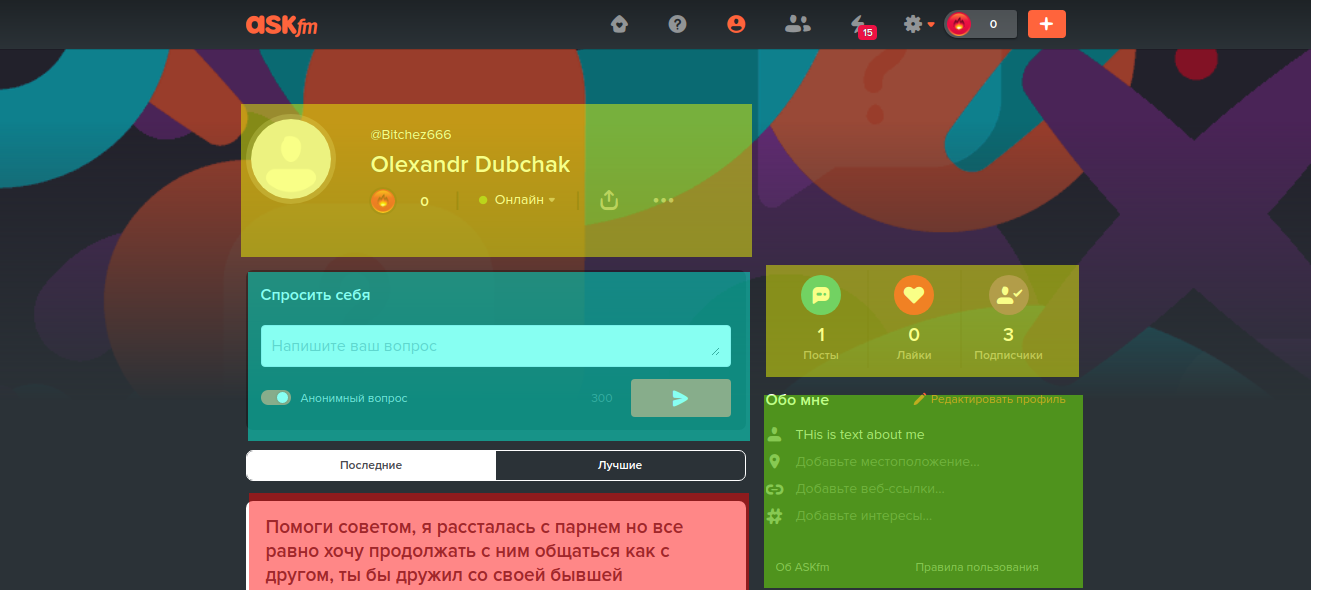 ASKfm
15
0
@Bitchez666
Olexandr Dubchak
0
Онлайн
Спросить себя
Напишите ваш вопрос
Анонимный вопрос
300
Последние
Лучшие
Помоги советом, я рассталась с парнем но все
равно хочу продолжать с ним общаться как с
другом, ты бы дружил со своей бывшей
1
0
3
Посты
Лайки
Подписчики
Обо мне
Редактировать профиль
THis is text about me
Добавьте местоположение...
Добавьте веб-ссылки...
Добавьте интересы...
Об ASKfm
Правила пользования